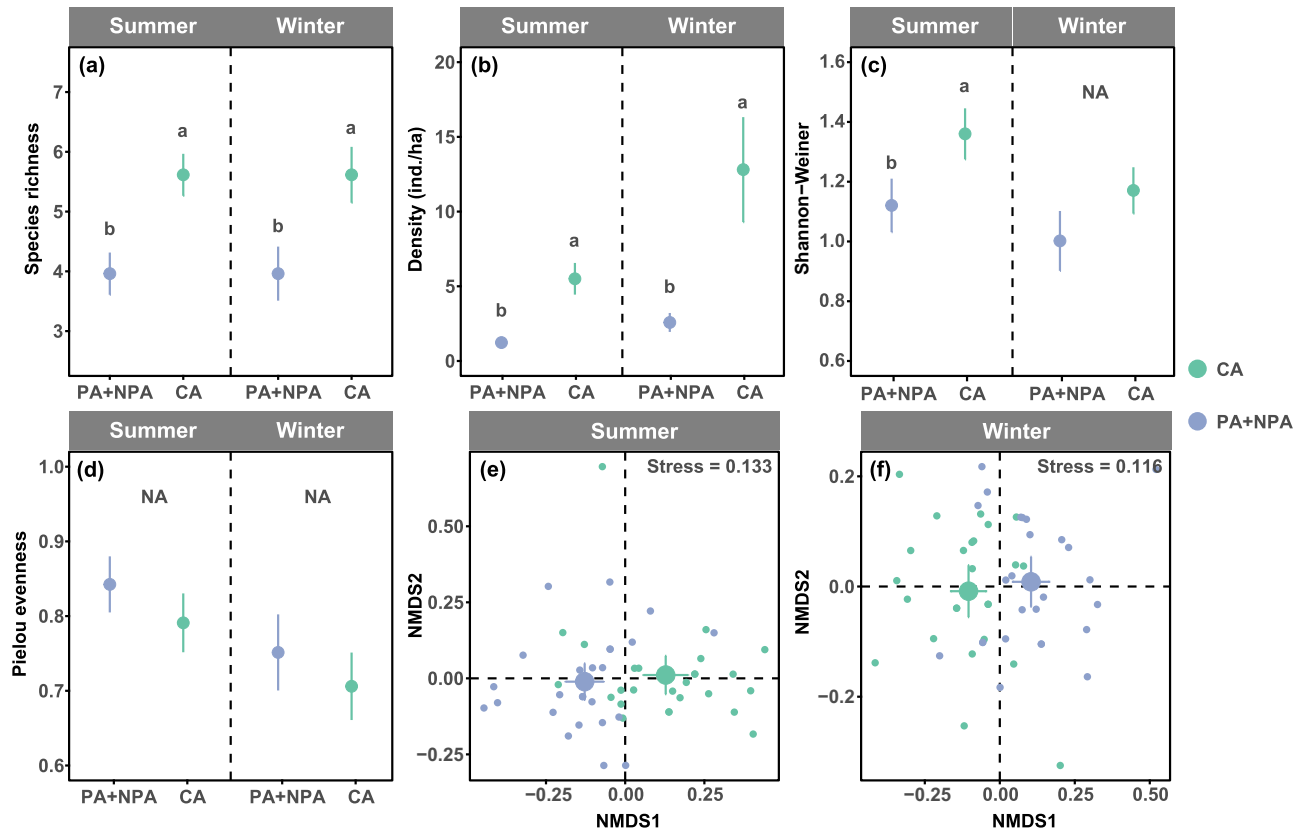 Summer Winter
(a)
Species richness
7
6
5
4
3
b
a
b
a
PA+NPA CA PA+NPA CA
Summer Winter
(b)
Density (ind./ha)
20
15
10
5
0
b
a
b
a
PA+NPA CA PA+NPA CA
Summer Winter
(c)
Shannon−Weiner
1.6
1.4
1.2
1.0
0.8
0.6
b
a
NA
PA+NPA CA PA+NPA CA
CA
PA+NPA
Summer Winter
(d)
Pielou evenness
1.0
0.9
0.8
0.7
0.6
NA
NA
PA+NPA CA PA+NPA CA
Summer
(e)
Stress = 0.133
NMDS2
0.50
0.25
0.00
−0.25
−0.25 0.00 0.25
NMDS1
Winter
(f)
Stress = 0.116
NMDS2
0.2
0.0
−0.2
−0.25 0.00 0.25 0.50
NMDS1